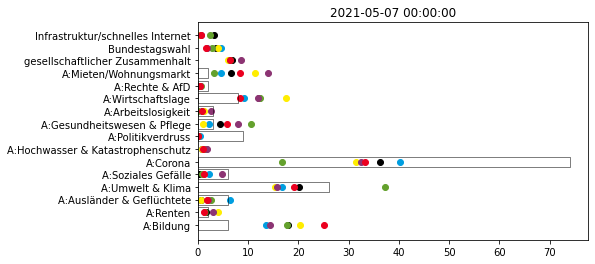 2021-05-07 00:00:00
Infrastruktur/schnelles Internet
Bundestagswahl
gesellschaftlicher Zusammenhalt
A:Mieten/Wohnungsmarkt
A:Rechte & AfD
A:Wirtschaftslage
A:Arbeitslosigkeit
A:Gesundheitswesen & Pflege
A:Politikverdruss
A:Hochwasser & Katastrophenschutz
A:Corona
A:Soziales Gefälle
A:Umwelt & Klima
A:Ausländer & Geflüchtete
A:Renten
A:Bildung
0 10 20 30 40 50 60 70